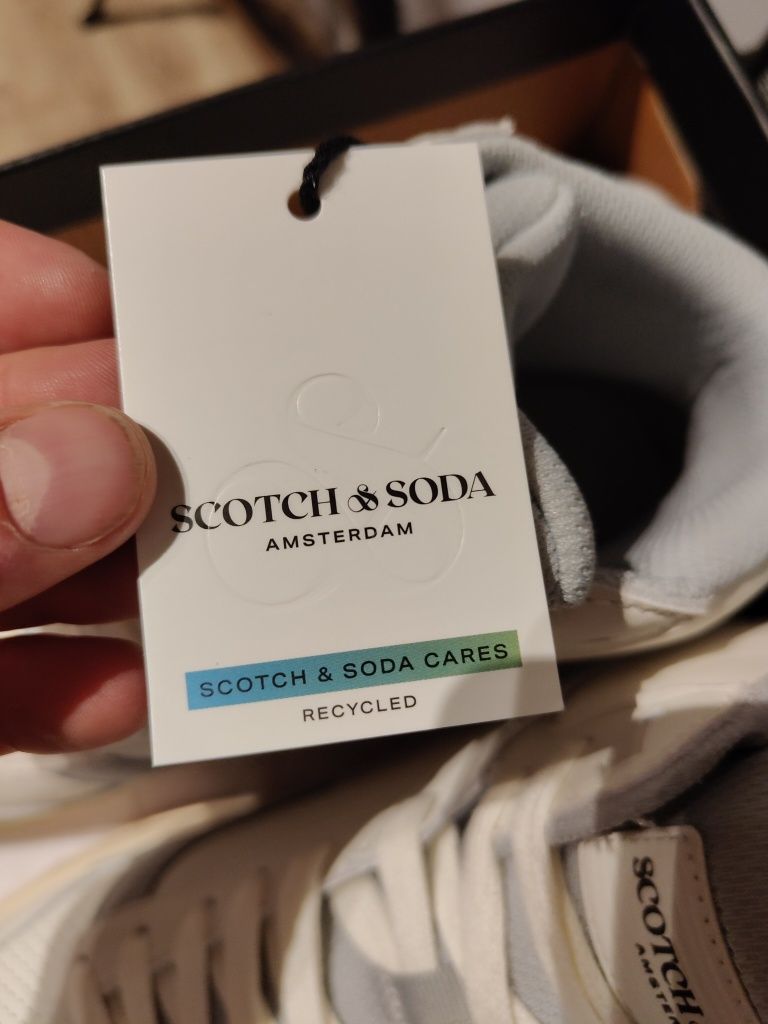 SCOTCH & SODA
AMSTERDAM
SCOTCH & SODA CARES
RECYCLED
SCOTCH